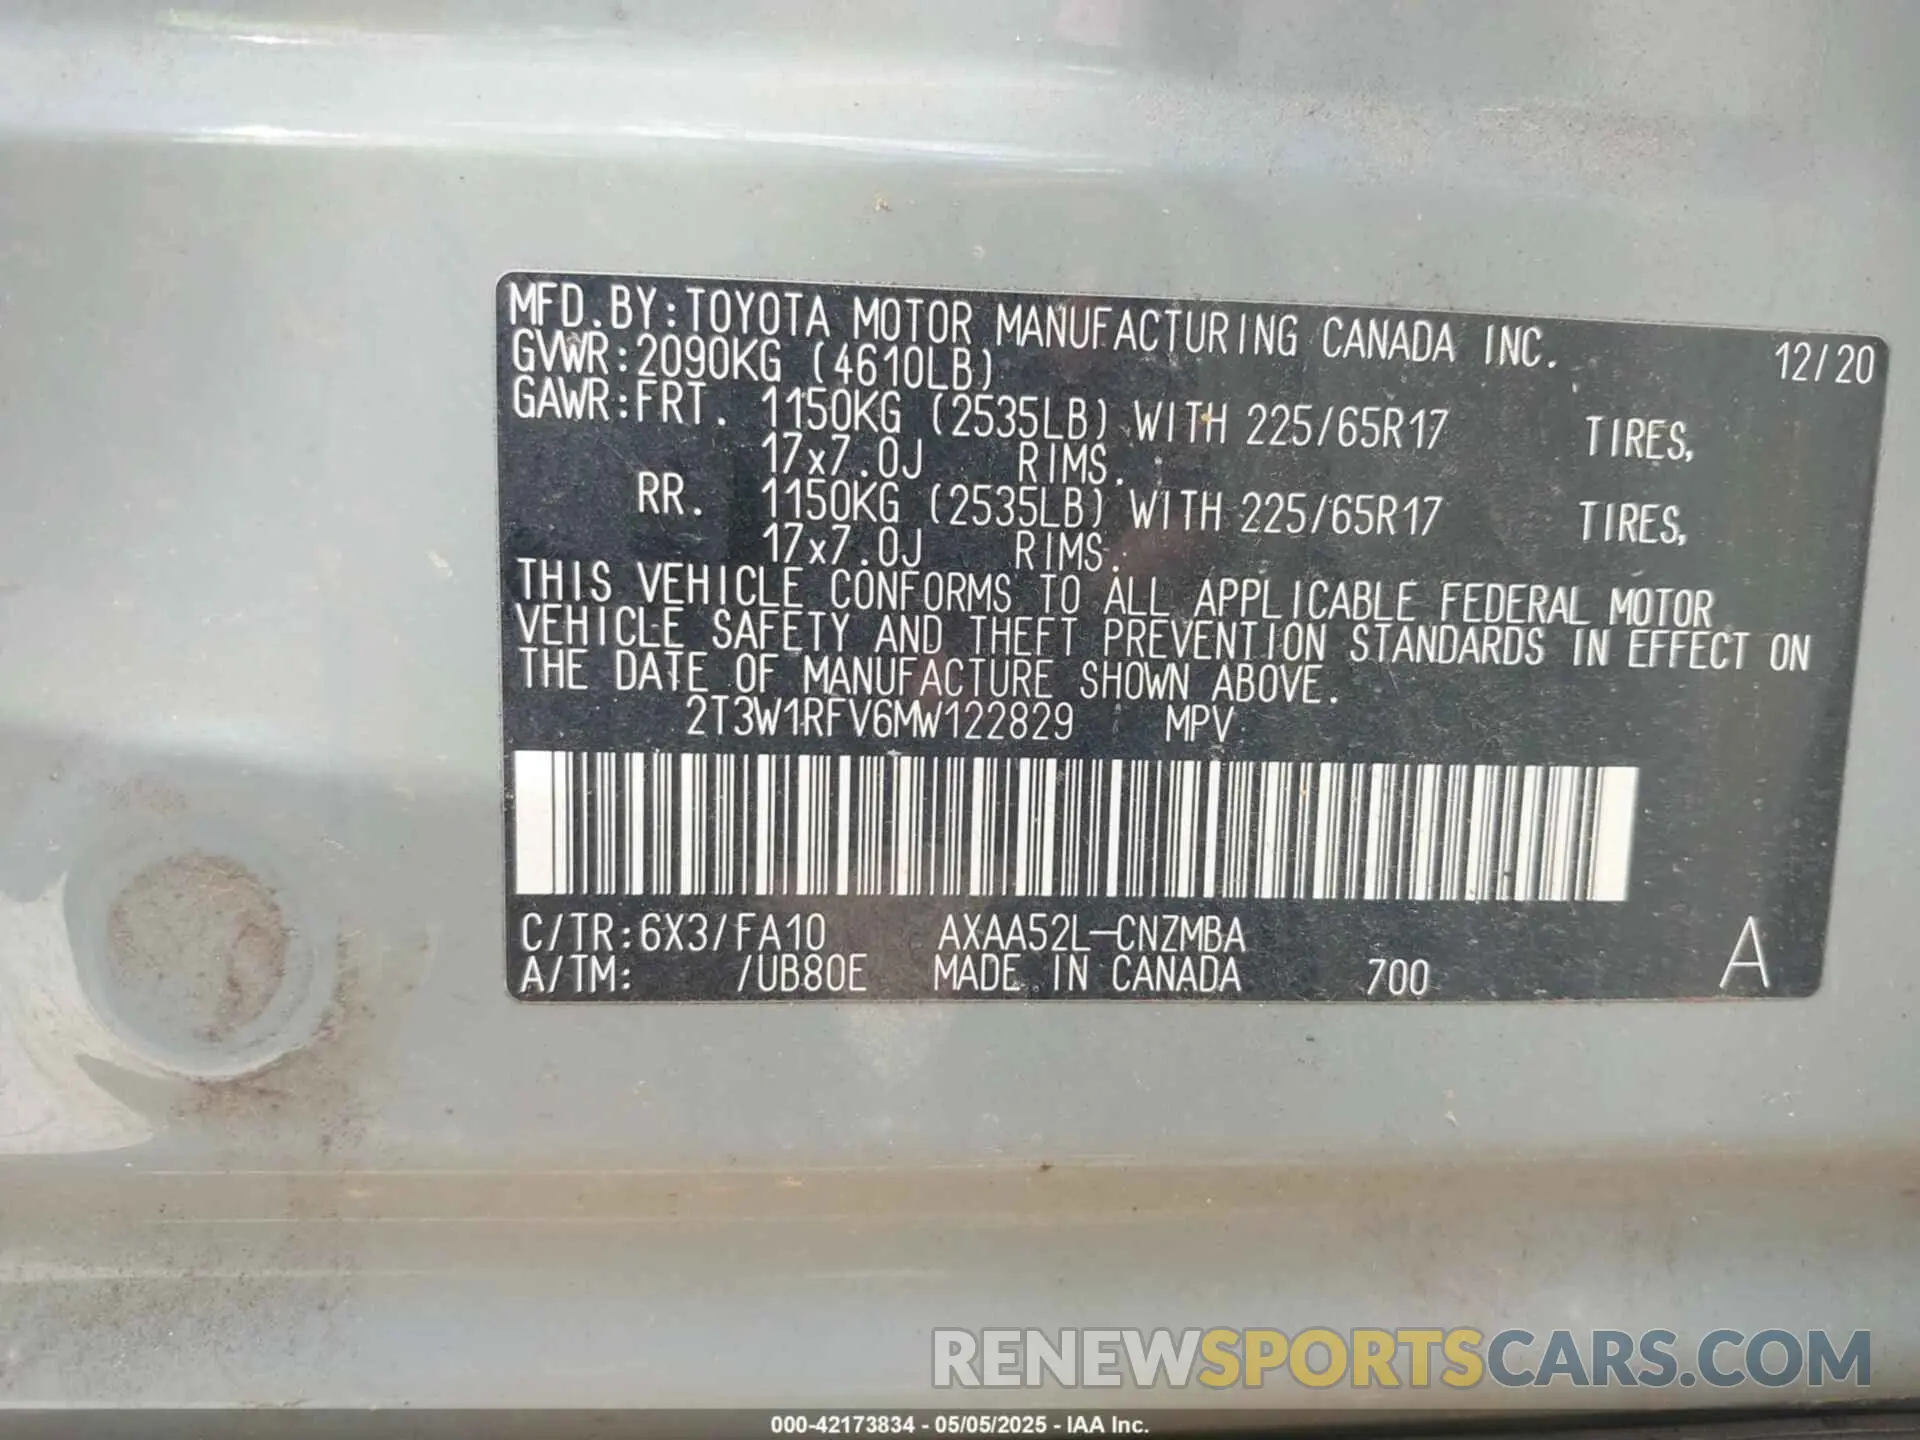 MFD.BY:TOYOTA MOTOR MANUFACTURING CANADA INC. 12/20
GVWR:2090KG (4610LB)
GAWR:FRT. 1150KG (2535LB) WITH 225/65R17 TIRES,
17x7.0J RIMS.
RR. 1150KG (2535LB) WITH 225/65R17 TIRES,
17x7.0J RIMS.
THIS VEHICLE CONFORMS TO ALL APPLICABLE FEDERAL MOTOR
VEHICLE SAFETY AND THEFT PREVENTION STANDARDS IN EFFECT ON
THE DATE OF MANUFACTURE SHOWN ABOVE.
2T3W1RFV6MW122829 MPV
C/TR:6X3/FA10 AXAA52L-CNZMBA
A/TM: /UB80E MADE IN CANADA 700 A
RENEWSPORTSCARS.COM
000-42173834 - 05/05/2025 - IAA Inc.